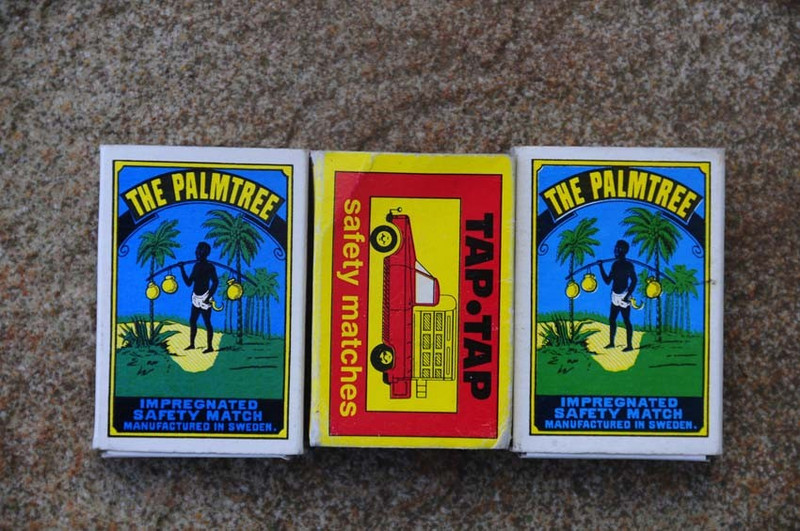 THE PALMTREE
IMPREGNATED
SAFETY MATCH
MANUFACTURED IN SWEDEN.
TAP•TAP
safety matches
THE PALMTREE
IMPREGNATED
SAFETY MATCH
MANUFACTURED IN SWEDEN.